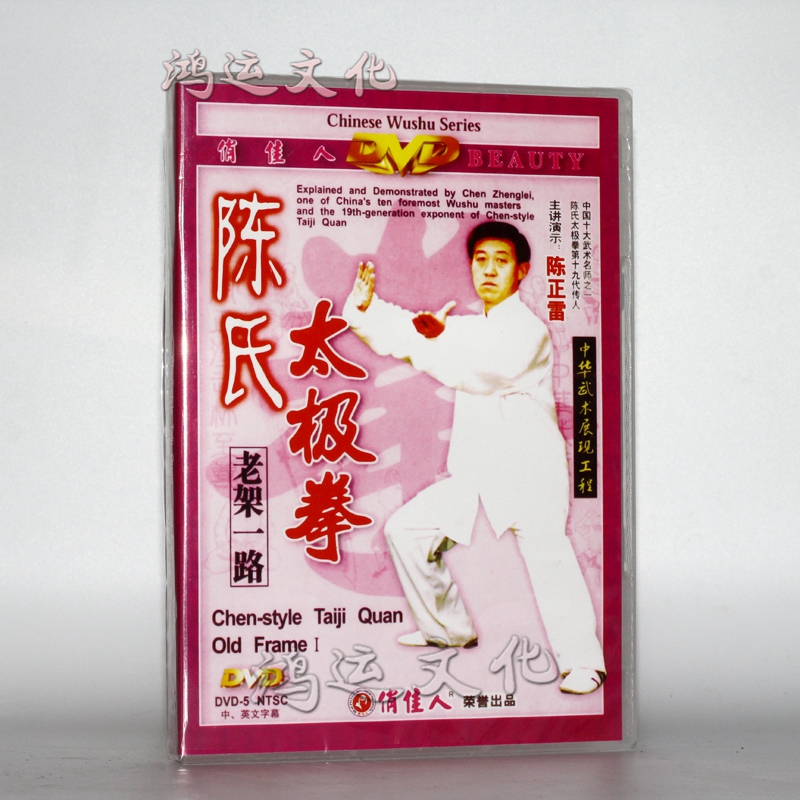 鸿运文化
Chinese Wushu Series
俏佳人 DVD BEAUTY
Explained and Demonstrated by Chen Zhenglei,
one of China's ten foremost Wushu masters
and the 19th-generation exponent of Chen-style
Taiji Quan
中国十大武术名师之一
陈氏太极拳第十九代传人
主讲演示：陈正雷
陈氏
太极拳
老架一路
中华武术展现工程
Chen-style Taiji Quan
Old Frame I
DVD
DVD-5 NTSC
中、英文字幕
俏佳人® 荣誉出品
鸿运文化